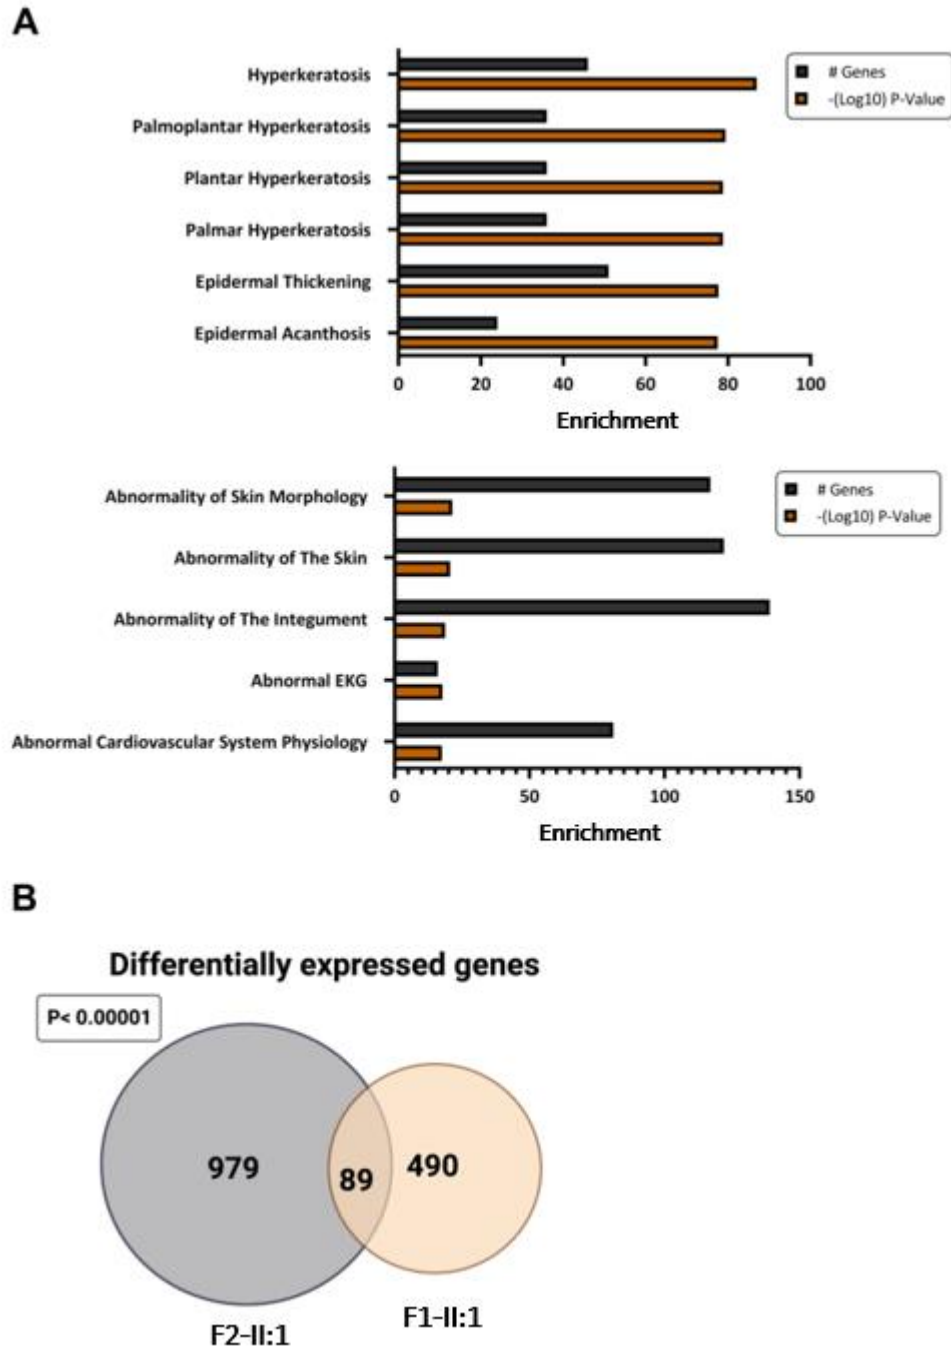 A
Hyperkeratosis
Palmoplantar Hyperkeratosis
Plantar Hyperkeratosis
Palmar Hyperkeratosis
Epidermal Thickening
Epidermal Acanthosis
# Genes
-(Log10) P-Value
0 20 40 60 80 100
Enrichment
Abnormality of Skin Morphology
Abnormality of The Skin
Abnormality of The Integument
Abnormal EKG
Abnormal Cardiovascular System Physiology
# Genes
-(Log10) P-Value
0 50 100 150
Enrichment
B
Differentially expressed genes
P< 0.00001
979 89 490
F2-II:1 F1-II:1